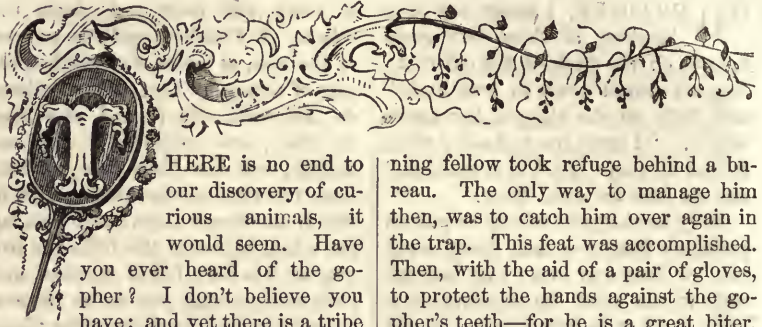 THERE is no end to
our discovery of cu-
rious animals, it
would seem. Have
you ever heard of the go-
pher? I don't believe you
have: and yet there is a tribe
ning fellow took refuge behind a bu-
reau. The only way to manage him
then, was to catch him over again in
the trap. This feat was accomplished.
Then, with the aid of a pair of gloves,
to protect the hands against the go-
pher's teeth—for he is a great biter